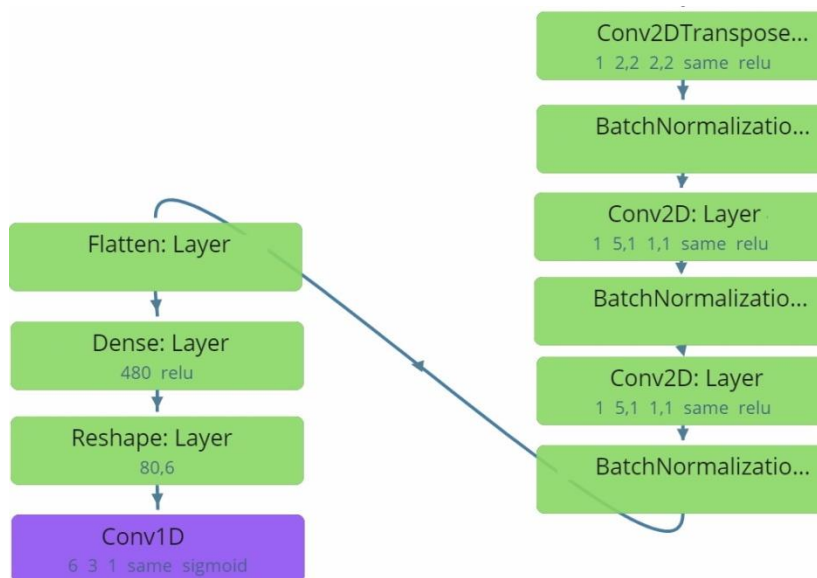 Conv2DTranspose...
1 2,2 2,2 same relu
BatchNormalizatio...
Conv2D: Layer
1 5,1 1,1 same relu
BatchNormalizatio...
Conv2D: Layer
1 5,1 1,1 same relu
BatchNormalizatio...
Flatten: Layer
Dense: Layer
480 relu
Reshape: Layer
80,6
Conv1D
6 3 1 same sigmoid